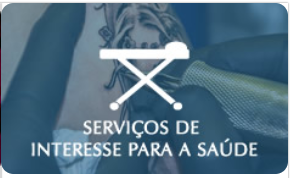 SERVIÇOS DE
INTERESSE PARA A SAÚDE